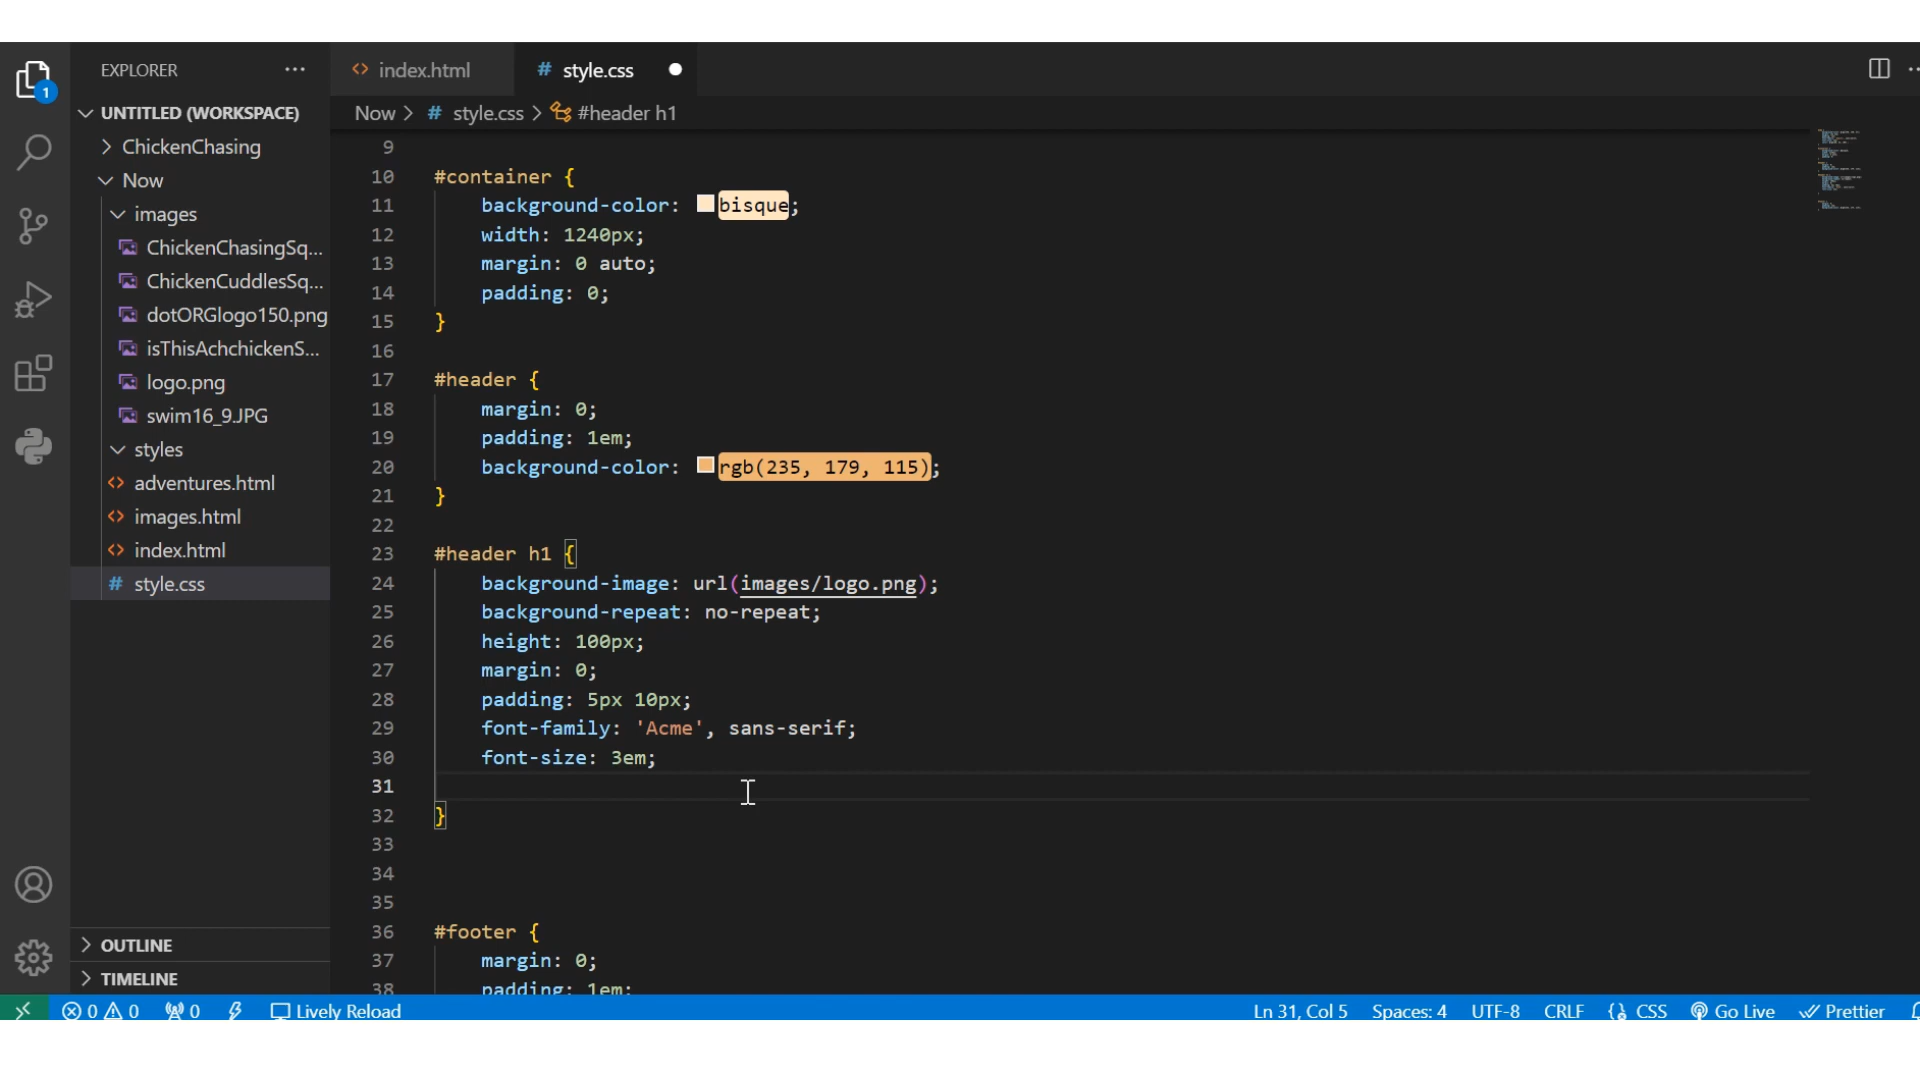 EXPLORER ···
index.html
# style.css
1
UNTITLED (WORKSPACE)
Now > # style.css > #header h1
ChickenChasing
Now
images
ChickenChasingSq...
ChickenCuddlesSq...
dotORGlogo150.png
isThisAchchickenS...
logo.png
swim16_9.JPG
styles
adventures.html
images.html
index.html
# style.css
OUTLINE
TIMELINE
9
10 #container {
11 background-color: bisque;
12 width: 1240px;
13 margin: 0 auto;
14 padding: 0;
15 }
16
17 #header {
18 margin: 0;
19 padding: 1em;
20 background-color: rgb(235, 179, 115);
21 }
22
23 #header h1 {
24 background-image: url(images/logo.png);
25 background-repeat: no-repeat;
26 height: 100px;
27 margin: 0;
28 padding: 5px 10px;
29 font-family: 'Acme', sans-serif;
30 font-size: 3em;
31
32 }
33
34
35
36 #footer {
37 margin: 0;
38 padding: 1em;
0 0 0 Lively Reload Ln 31, Col 5 Spaces: 4 UTF-8 CRLF {} CSS Go Live Prettier